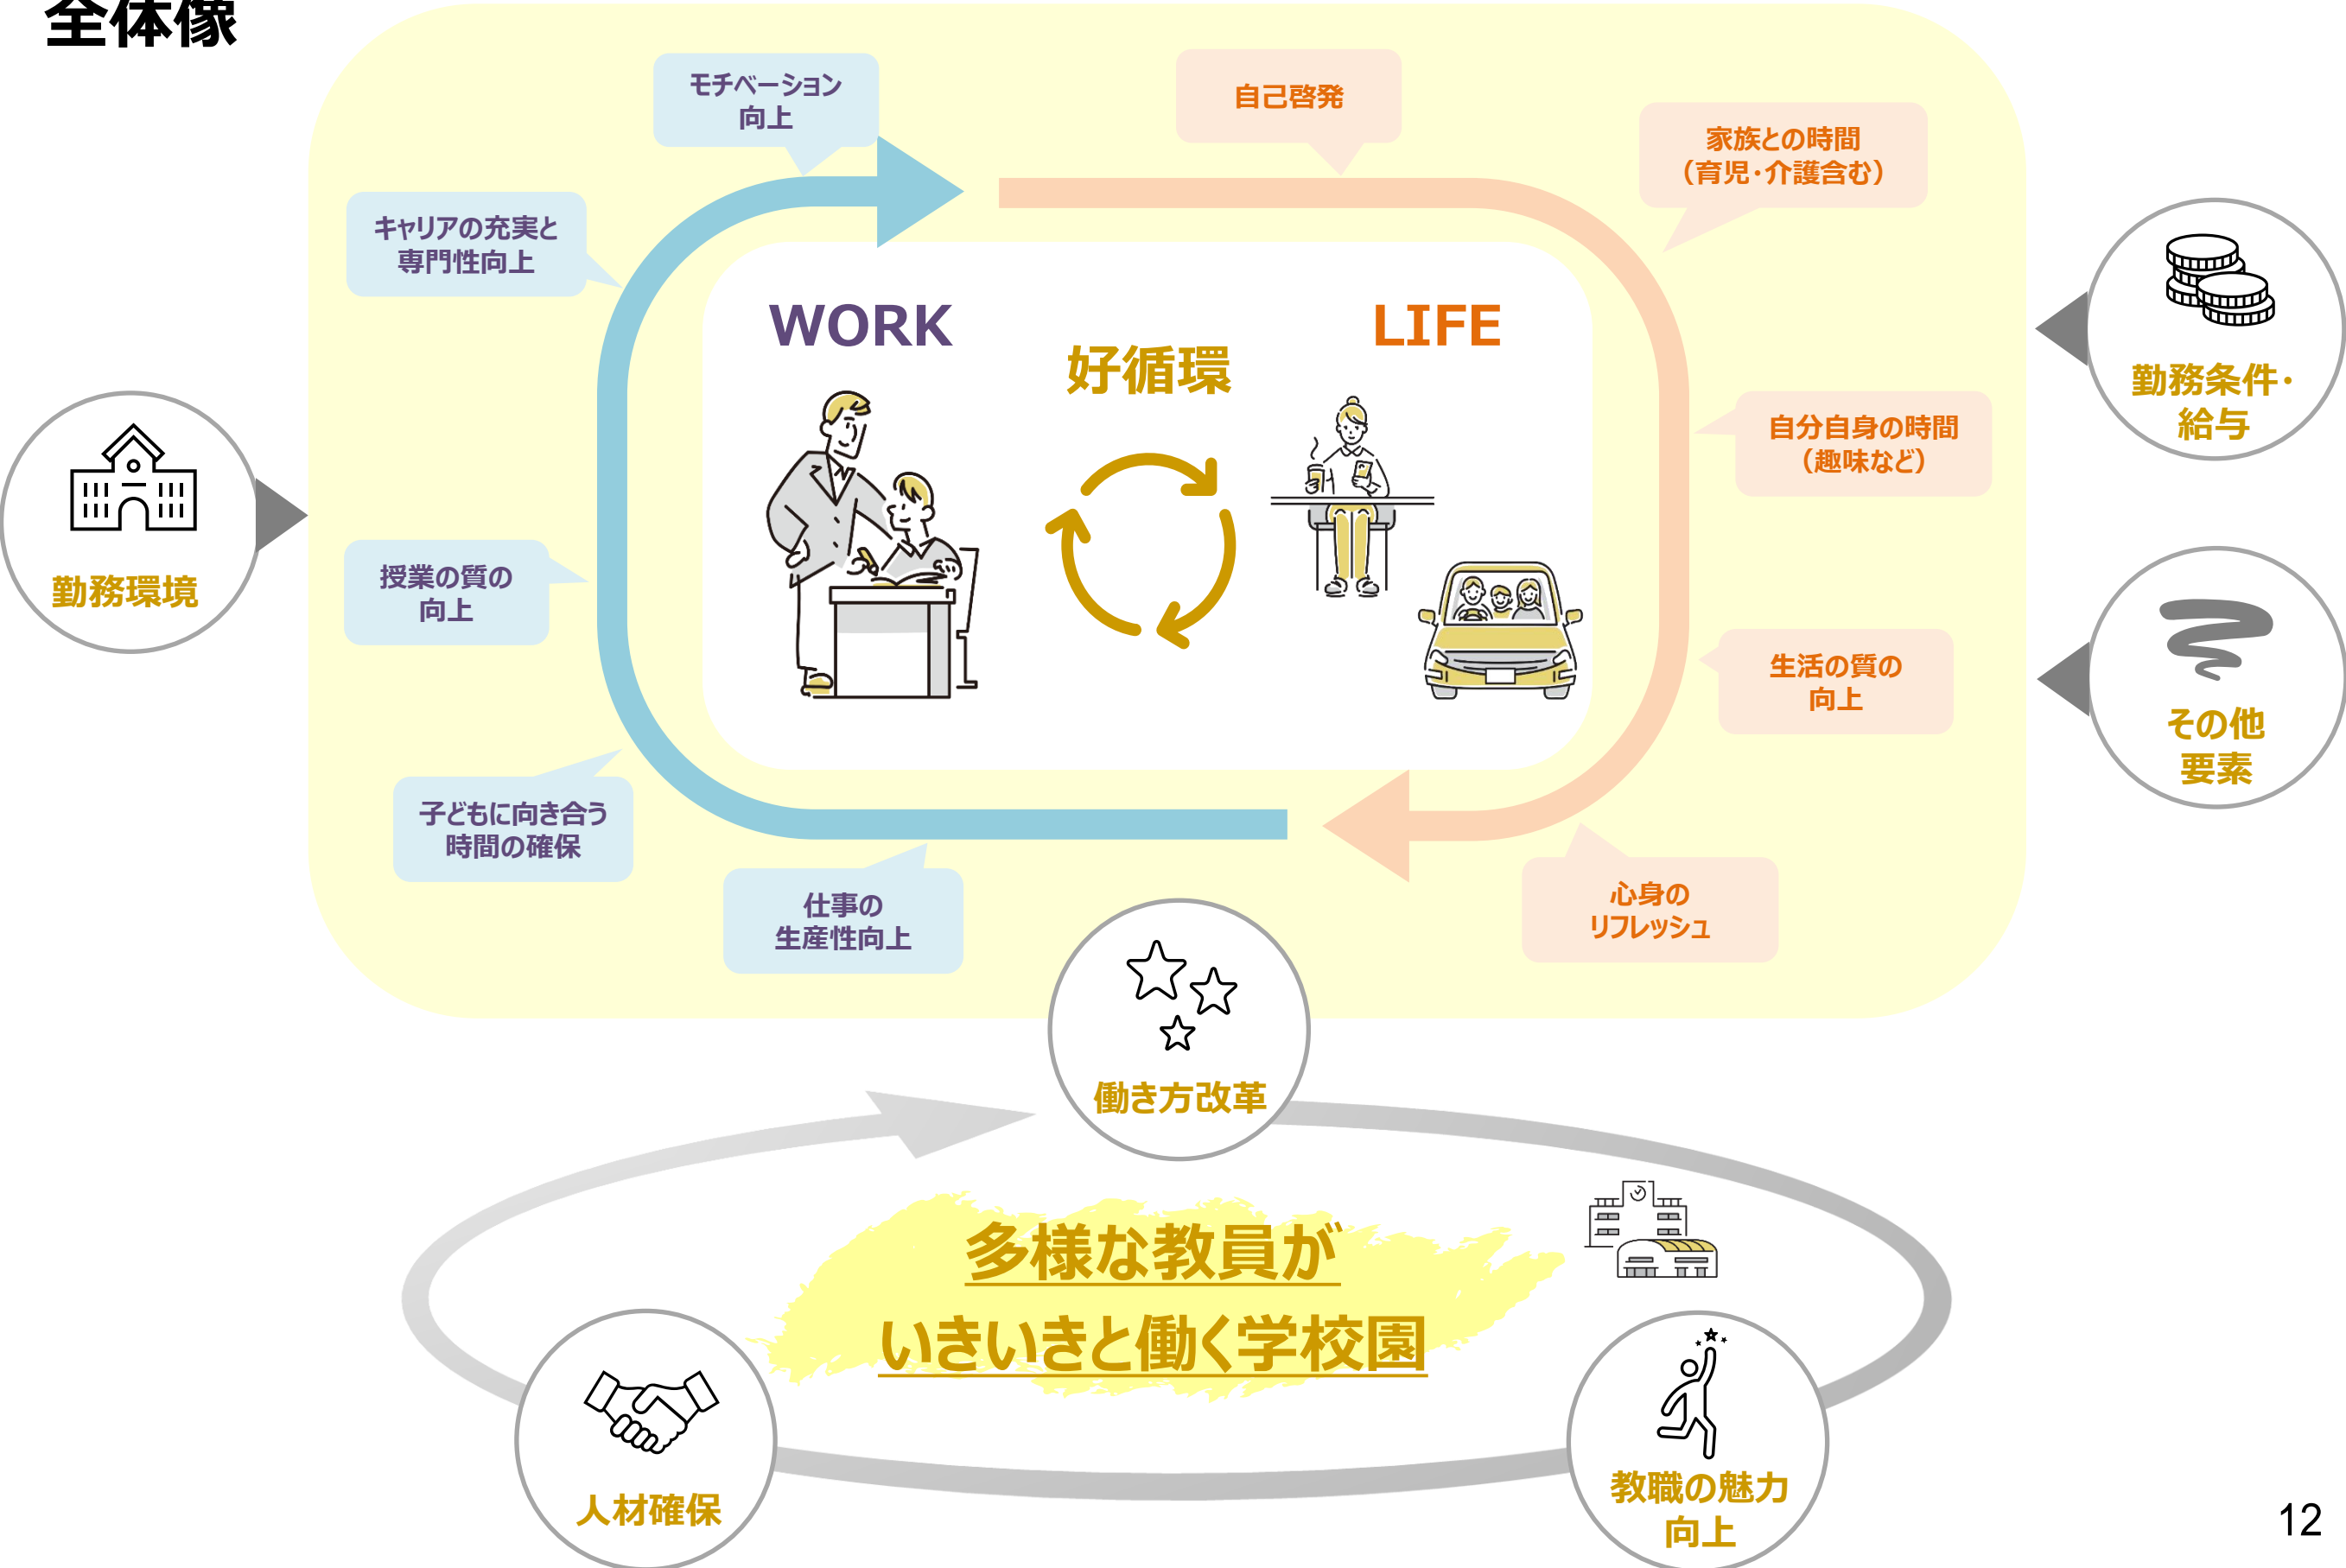 全体像
モチベーション
向上
自己啓発
家族との時間
（育児・介護含む）
キャリアの充実と
専門性向上
WORK
好循環
LIFE
勤務条件・
給与
自分自身の時間
（趣味など）
勤務環境
授業の質の
向上
生活の質の
向上
その他
要素
子どもに向き合う
時間の確保
仕事の
生産性向上
心身の
リフレッシュ
働き方改革
多様な教員が
いきいきと働く学校園
人材確保
教職の魅力
向上
12